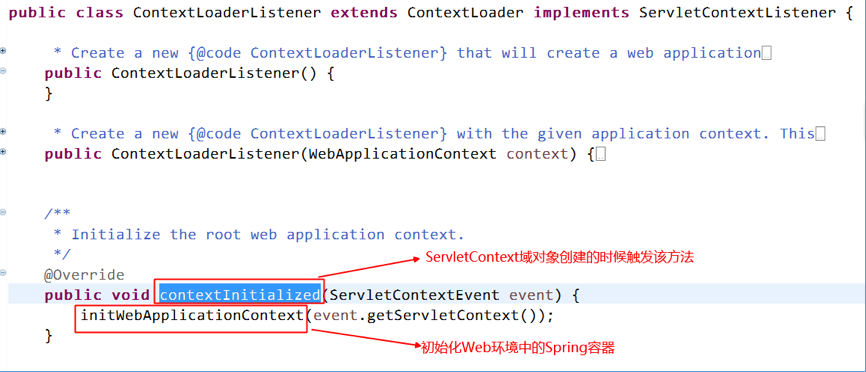 public class ContextLoaderListener extends ContextLoader implements ServletContextListener {
* Create a new {@code ContextLoaderListener} that will create a web application
public ContextLoaderListener() {
}
* Create a new {@code ContextLoaderListener} with the given application context. This
public ContextLoaderListener(WebApplicationContext context) {
/**
* Initialize the root web application context.
*/
ServletContext域对象创建的时候触发该方法
@Override
public void contextInitialized(ServletContextEvent event) {
initWebApplicationContext(event.getServletContext());
}
初始化Web环境中的Spring容器